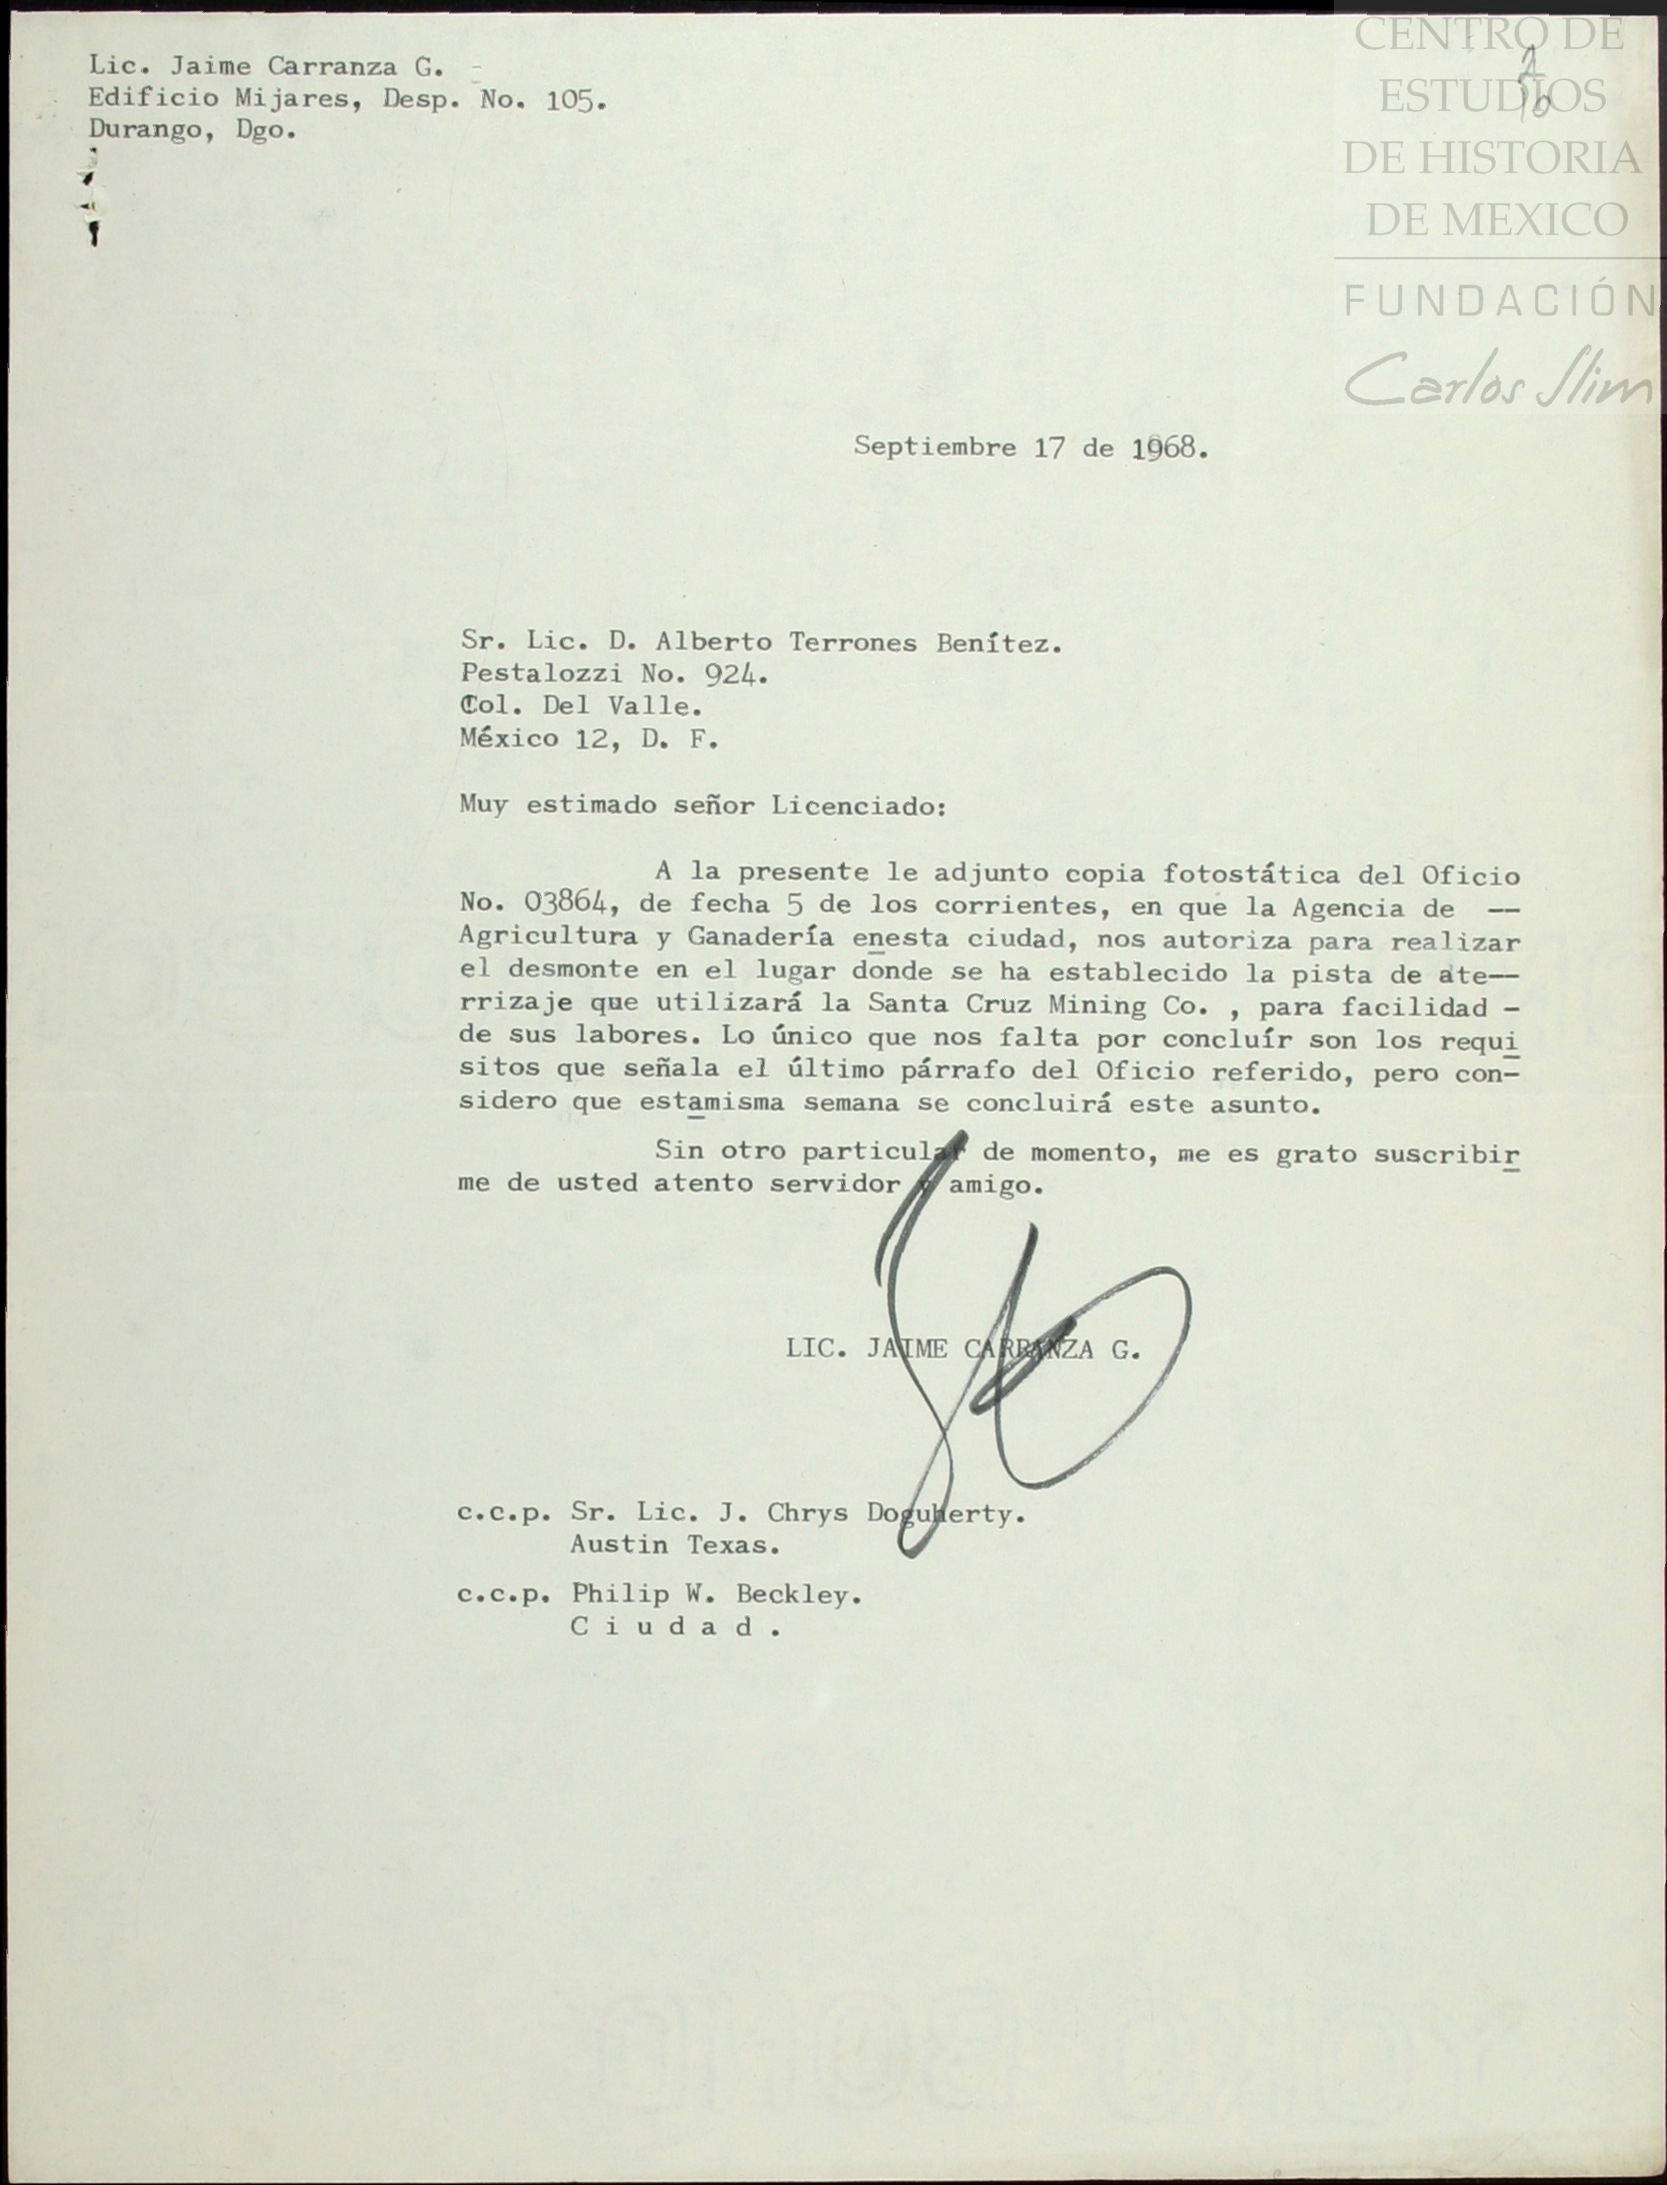 Lic. Jaime Carranza G.
Edificio Mijares, Desp. No. 105.
Durango, Dgo.
CENTRO DE
ESTUDIOS
DE HISTORIA
DE MEXICO
FUNDACIÓN
Carlos Slim
Septiembre 17 de 1968.
Sr. Lic. D. Alberto Terrones Benítez.
Pestalozzi No. 924.
Col. Del Valle.
México 12, D. F.
Muy estimado señor Licenciado:
A la presente le adjunto copia fotostática del Oficio
No. 03864, de fecha 5 de los corrientes, en que la Agencia de --
Agricultura y Ganadería enesta ciudad, nos autoriza para realizar
el desmonte en el lugar donde se ha establecido la pista de ate--
rrizaje que utilizará la Santa Cruz Mining Co. , para facilidad -
de sus labores. Lo único que nos falta por concluír son los requi
sitos que señala el último párrafo del Oficio referido, pero con-
sidero que estamisma semana se concluirá este asunto.
Sin otro particular de momento, me es grato suscribir
me de usted atento servidor y amigo.
LIC. JAIME CARRANZA G.
c.c.p. Sr. Lic. J. Chrys Doguherty.
Austin Texas.
c.c.p. Philip W. Beckley.
C i u d a d .